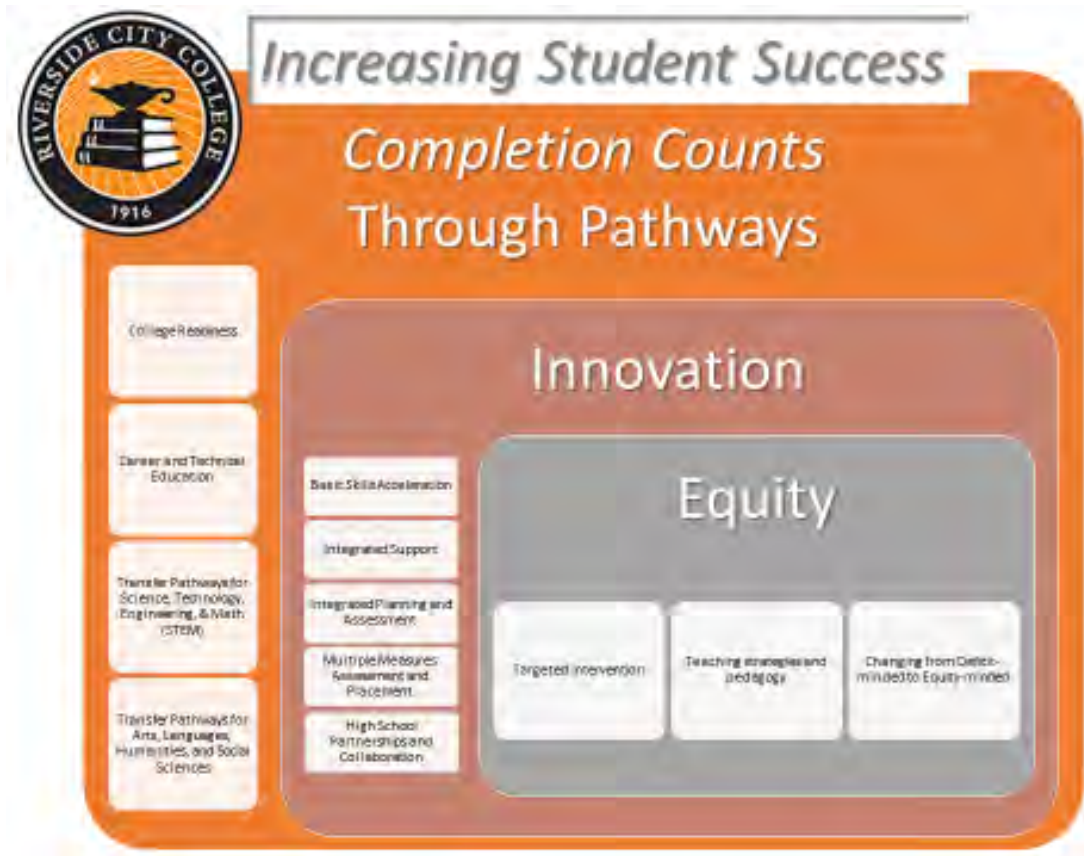 RIVERSIDE CITY COLLEGE
1916
Increasing Student Success
Completion Counts
Through Pathways
College Readiness
Career and Technical
Education
Transfer Pathways for
Science, Technology,
Engineering, & Math
(STEM)
Transfer Pathways for
Arts, Languages,
Humanities, and Social
Sciences
Innovation
Basic Skills Acceleration
Integrated Support
Integrated Planning and
Assessment
Multiple Measures
Assessment and
Placement
High School
Partnerships and
Collaboration
Equity
Targeted Intervention
Teaching strategies and
pedagogy
Changing from Deficit-
minded to Equity-minded